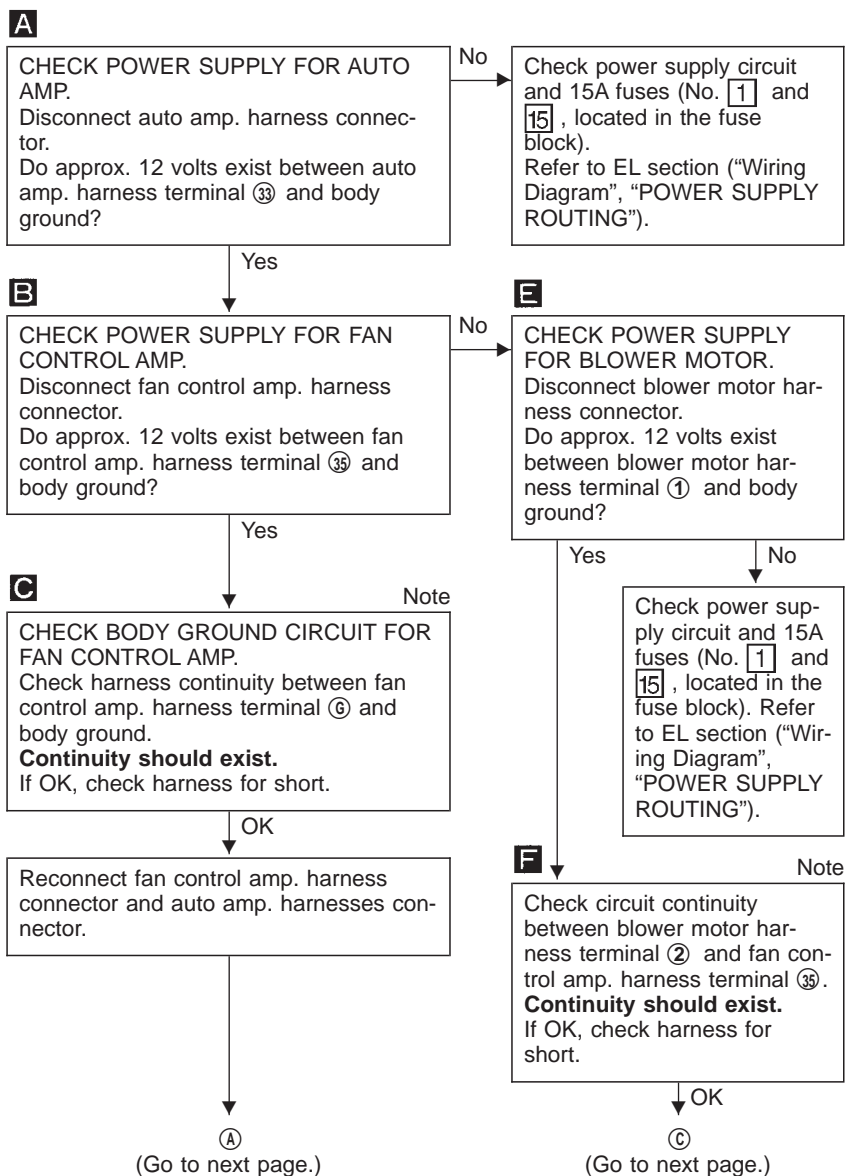 A
CHECK POWER SUPPLY FOR AUTO
AMP.
Disconnect auto amp. harness connec-
tor.
Do approx. 12 volts exist between auto
amp. harness terminal ㉝ and body
ground?
No
Check power supply circuit
and 15A fuses (No. 1 and
15 , located in the fuse
block).
Refer to EL section (“Wiring
Diagram”, “POWER SUPPLY
ROUTING”).
Yes
B
CHECK POWER SUPPLY FOR FAN
CONTROL AMP.
Disconnect fan control amp. harness
connector.
Do approx. 12 volts exist between fan
control amp. harness terminal ㉟ and
body ground?
No
E
CHECK POWER SUPPLY
FOR BLOWER MOTOR.
Disconnect blower motor har-
ness connector.
Do approx. 12 volts exist
between blower motor har-
ness terminal ① and body
ground?
Yes
Yes
No
Check power sup-
ply circuit and 15A
fuses (No. 1 and
15 , located in the
fuse block). Refer
to EL section (“Wir-
ing Diagram”,
“POWER SUPPLY
ROUTING”).
C
Note
CHECK BODY GROUND CIRCUIT FOR
FAN CONTROL AMP.
Check harness continuity between fan
control amp. harness terminal Ⓖ and
body ground.
Continuity should exist.
If OK, check harness for short.
OK
Reconnect fan control amp. harness
connector and auto amp. harnesses con-
nector.
Ⓐ
(Go to next page.)
F
Note
Check circuit continuity
between blower motor har-
ness terminal ② and fan con-
trol amp. harness terminal ㉟.
Continuity should exist.
If OK, check harness for
short.
OK
Ⓒ
(Go to next page.)